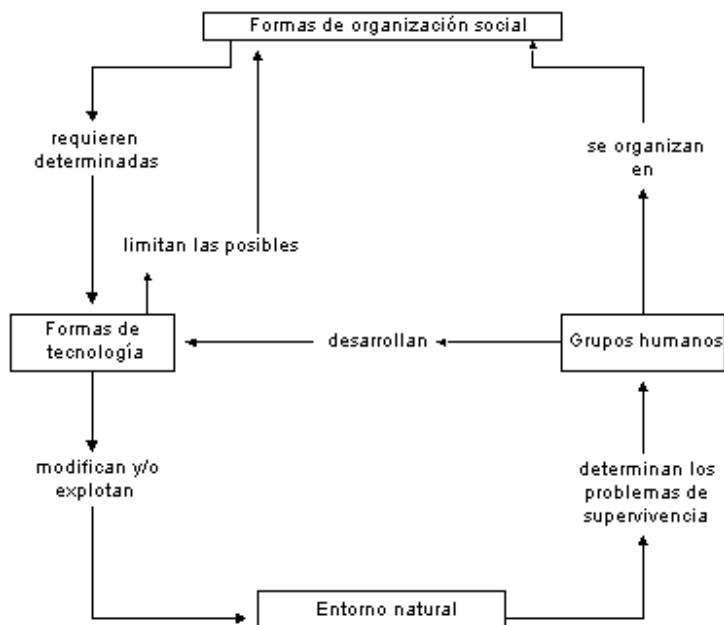 Formas de organización social
requieren
determinadas
se organizan
en
limitan las posibles
Formas de
tecnología
desarrollan
Grupos humanos
modifican y/o
explotan
determinan los
problemas de
supervivencia
Entorno natural